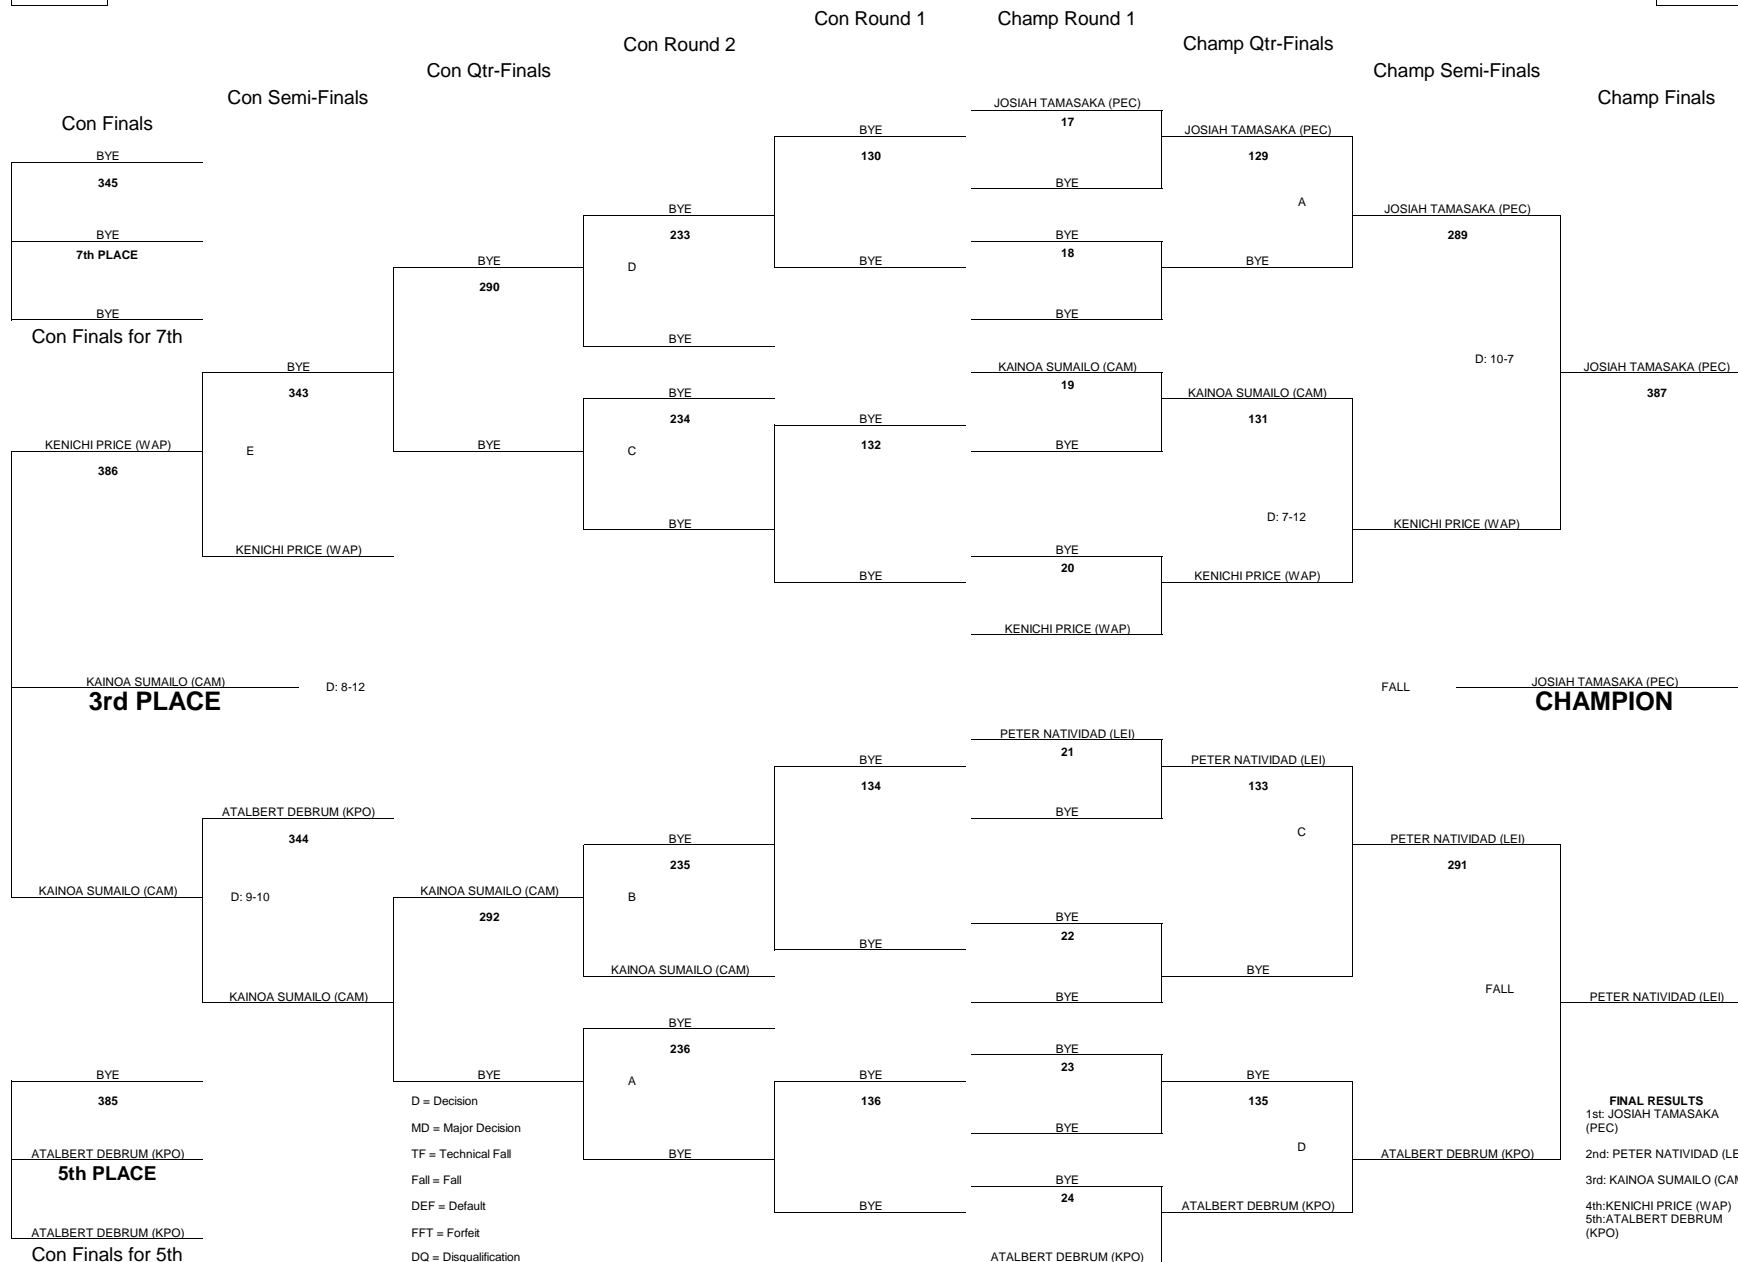 Con Round 1
Champ Round 1
Con Round 2
Champ Qtr-Finals
Con Qtr-Finals
Champ Semi-Finals
Con Semi-Finals
Champ Finals
Con Finals
JOSIAH TAMASAKA (PEC)
17
BYE
JOSIAH TAMASAKA (PEC)
130
129
BYE
345
BYE
A
BYE
JOSIAH TAMASAKA (PEC)
233
289
BYE
7th PLACE
BYE
18
BYE
D
BYE
BYE
290
BYE
BYE
Con Finals for 7th
BYE
D: 10-7
BYE
343
KAINOA SUMAILO (CAM)
19
JOSIAH TAMASAKA (PEC)
387
BYE
234
KAINOA SUMAILO (CAM)
131
BYE
132
KENICHI PRICE (WAP)
386
E
BYE
C
BYE
D: 7-12
BYE
KENICHI PRICE (WAP)
KENICHI PRICE (WAP)
BYE
20
BYE
KENICHI PRICE (WAP)
KENICHI PRICE (WAP)
KAINOA SUMAILO (CAM)
3rd PLACE
D: 8-12
FALL
JOSIAH TAMASAKA (PEC)
CHAMPION
PETER NATIVIDAD (LEI)
21
BYE
134
PETER NATIVIDAD (LEI)
133
ATALBERT DEBRUM (KPO)
344
BYE
C
BYE
235
PETER NATIVIDAD (LEI)
291
KAINOA SUMAILO (CAM)
D: 9-10
KAINOA SUMAILO (CAM)
292
B
BYE
22
BYE
KAINOA SUMAILO (CAM)
BYE
FALL
KAINOA SUMAILO (CAM)
BYE
PETER NATIVIDAD (LEI)
BYE
236
BYE
23
BYE
385
BYE
A
BYE
136
BYE
135
D = Decision
FINAL RESULTS
1st: JOSIAH TAMASAKA
(PEC)
MD = Major Decision
BYE
D
ATALBERT DEBRUM (KPO)
5th PLACE
TF = Technical Fall
BYE
ATALBERT DEBRUM (KPO)
2nd: PETER NATIVIDAD (LE
Fall = Fall
BYE
24
3rd: KAINOA SUMAILO (CAM
DEF = Default
BYE
ATALBERT DEBRUM (KPO)
4th:KENICHI PRICE (WAP)
5th:ATALBERT DEBRUM
(KPO)
ATALBERT DEBRUM (KPO)
FFT = Forfeit
Con Finals for 5th
DQ = Disqualification
ATALBERT DEBRUM (KPO)